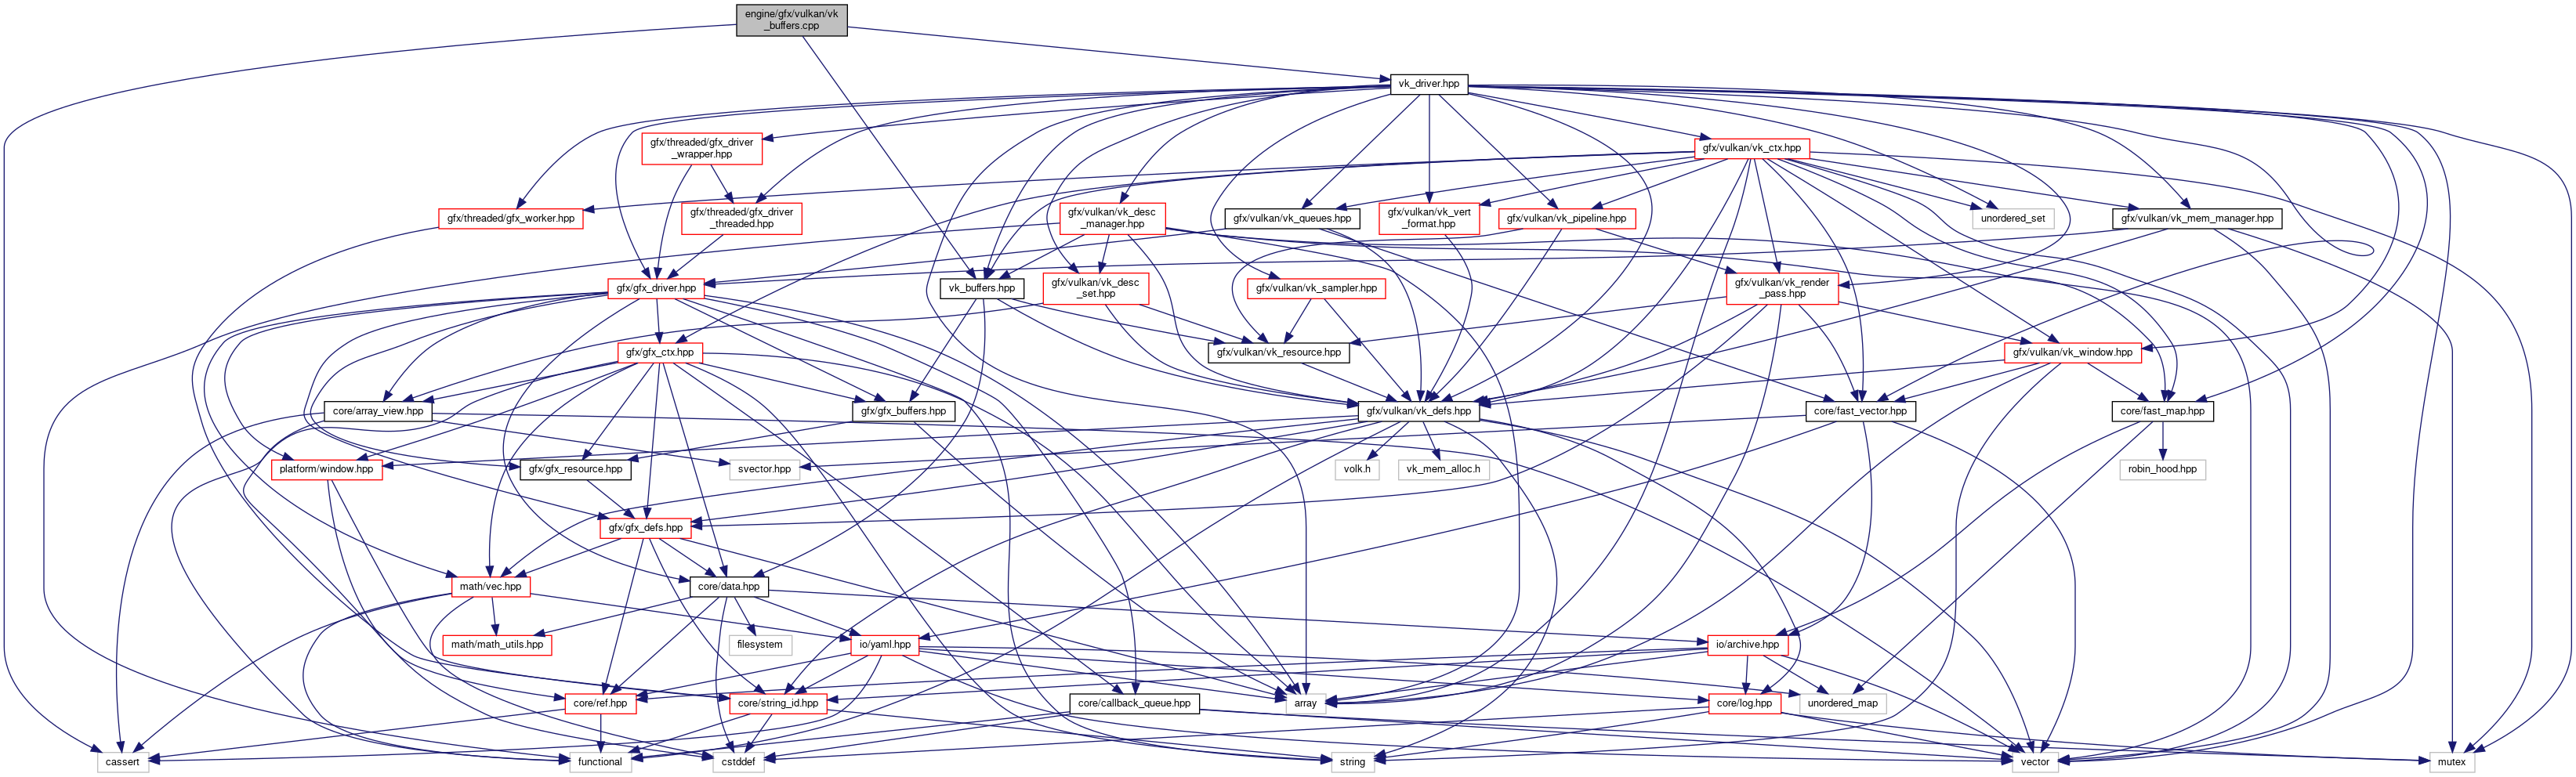 engine/gfx/vulkan/vk
_buffers.cpp
vk_driver.hpp
gfx/threaded/gfx_driver
_wrapper.hpp
gfx/vulkan/vk_ctx.hpp
gfx/threaded/gfx_worker.hpp
gfx/threaded/gfx_driver
_threaded.hpp
gfx/vulkan/vk_desc
_manager.hpp
gfx/vulkan/vk_queues.hpp
gfx/vulkan/vk_vert
_format.hpp
gfx/vulkan/vk_pipeline.hpp
unordered_set
gfx/vulkan/vk_mem_manager.hpp
gfx/gfx_driver.hpp
vk_buffers.hpp
gfx/vulkan/vk_desc
_set.hpp
gfx/vulkan/vk_sampler.hpp
gfx/vulkan/vk_render
_pass.hpp
gfx/gfx_ctx.hpp
gfx/vulkan/vk_resource.hpp
gfx/vulkan/vk_window.hpp
core/array_view.hpp
gfx/gfx_buffers.hpp
gfx/vulkan/vk_defs.hpp
core/fast_vector.hpp
core/fast_map.hpp
platform/window.hpp
gfx/gfx_resource.hpp
svector.hpp
volk.h
vk_mem_alloc.h
robin_hood.hpp
gfx/gfx_defs.hpp
math/vec.hpp
core/data.hpp
math/math_utils.hpp
filesystem
io/yaml.hpp
io/archive.hpp
core/ref.hpp
core/string_id.hpp
core/callback_queue.hpp
array
core/log.hpp
unordered_map
cassert
functional
cstddef
string
vector
mutex